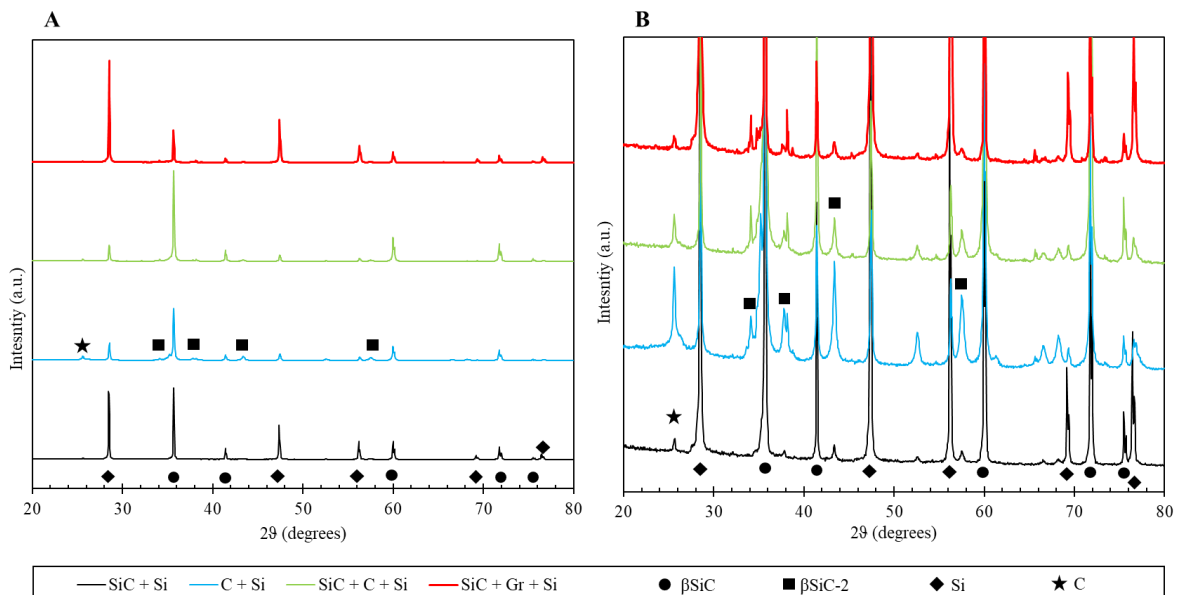 A
B
Intesntiy (a.u.)
Intesntiy (a.u.)
20 30 40 50 60 70 80
20 30 40 50 60 70 80
2ϑ (degrees)
2ϑ (degrees)
SiC + Si C + Si SiC + C + Si SiC + Gr + Si βSiC βSiC-2 Si C